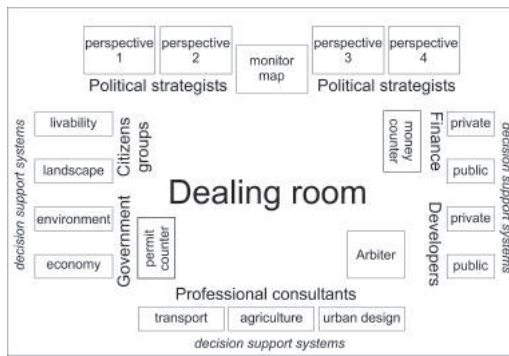 perspective
1
perspective
2
monitor
map
perspective
3
perspective
4
Political strategists
Political strategists
decision support systems
livability
landscape
Citizens
groups
money
counter
Finance
private
public
decision support systems
Dealing room
environment
economy
Government
permit
counter
Arbiter
Developers
private
public
Professional consultants
transport
agriculture
urban design
decision support systems